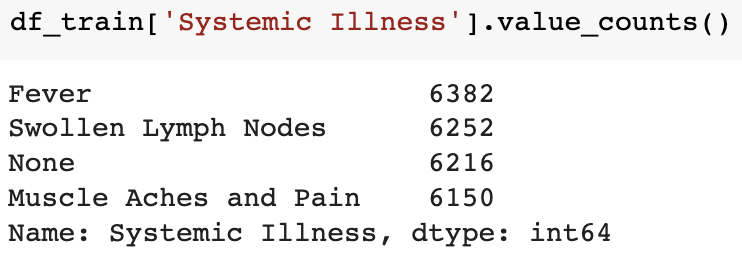 df_train['Systemic Illness'].value_counts()
Fever 6382
Swollen Lymph Nodes 6252
None 6216
Muscle Aches and Pain 6150
Name: Systemic Illness, dtype: int64